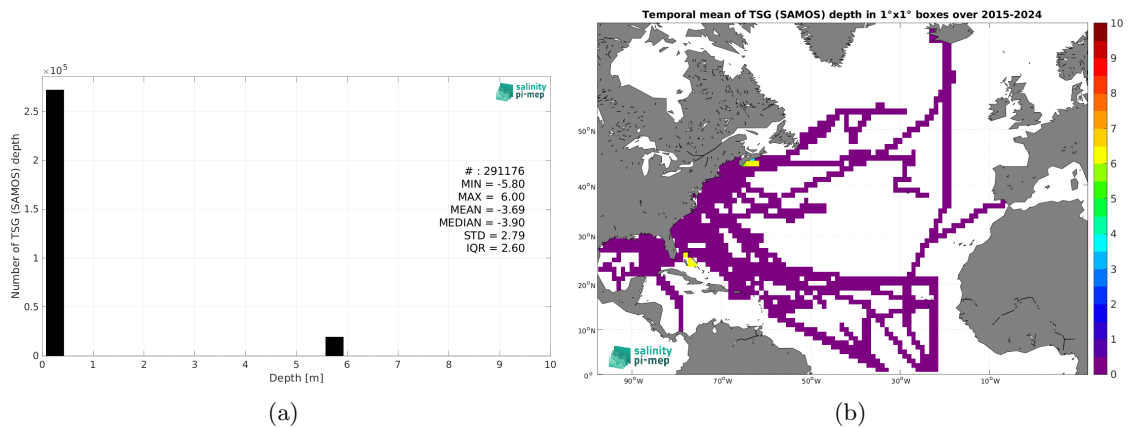 ×10⁵
2.5
2
1.5
1
0.5
0
Number of TSG (SAMOS) depth
0 1 2 3 4 5 6 7 8 9 10
Depth [m]
salinity
pi-mep
# : 291176
MIN = -5.80
MAX = 6.00
MEAN = -3.69
MEDIAN = -3.90
STD = 2.79
IQR = 2.60
(a)
Temporal mean of TSG (SAMOS) depth in 1°x1° boxes over 2015-2024
50°N
40°N
30°N
20°N
10°N
0°
90°W 70°W 50°W 30°W 10°W
salinity
pi-mep
10
9
8
7
6
5
4
3
2
1
0
(b)